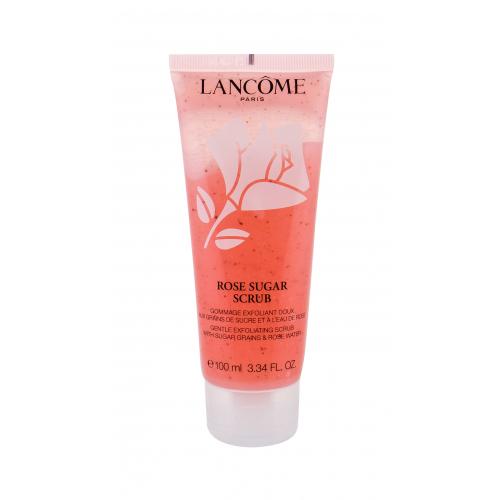 LANCÔME
PARIS
ROSE SUGAR
SCRUB
GOMMAGE EXFOLIANT DOUX
AUX GRAINS DE SUCRE ET À L'EAU DE ROSE
GENTLE EXFOLIATING SCRUB
WITH SUGAR GRAINS & ROSE WATER
℮100 ml 3.34 FL. OZ.